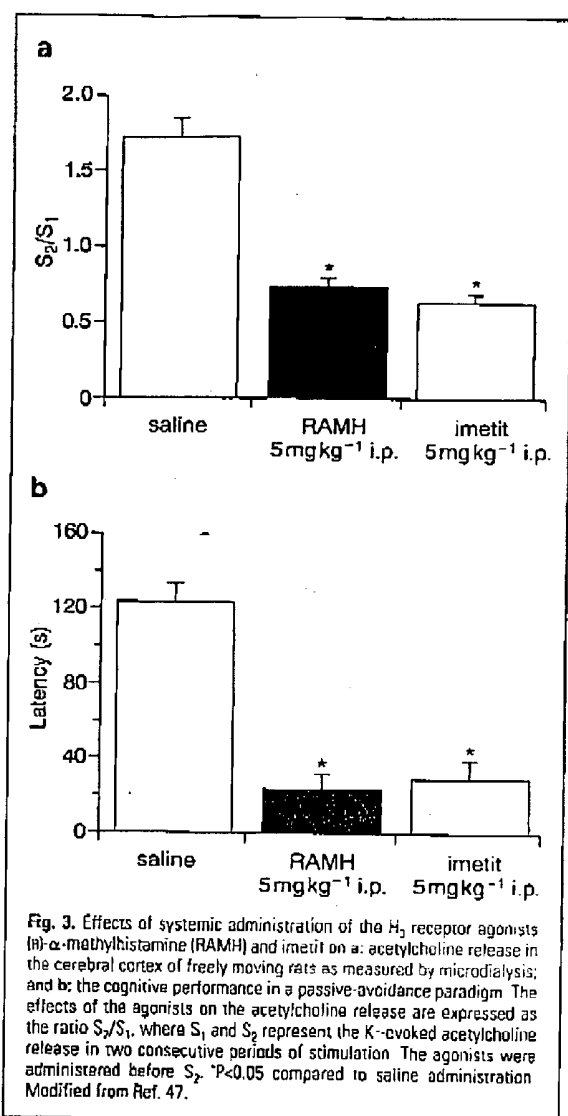 a
2.0
1.5
1.0
0.5
0
S₂/S₁
* *
saline RAMH imetit
5mgkg⁻¹ i.p. 5mgkg⁻¹ i.p.
b
160
120
80
40
0
Latency (s)
* *
saline RAMH imetit
5mgkg⁻¹ i.p. 5mgkg⁻¹ i.p.
Fig. 3. Effects of systemic administration of the H₃ receptor agonists
(R)-α-methylhistamine (RAMH) and imetit on a: acetylcholine release in
the cerebral cortex of freely moving rats as measured by microdialysis;
and b: the cognitive performance in a passive-avoidance paradigm. The
effects of the agonists on the acetylcholine release are expressed as
the ratio S₂/S₁, where S₁ and S₂ represent the K⁺-evoked acetylcholine
release in two consecutive periods of stimulation. The agonists were
administered before S₂. *P<0.05 compared to saline administration.
Modified from Ref. 47.